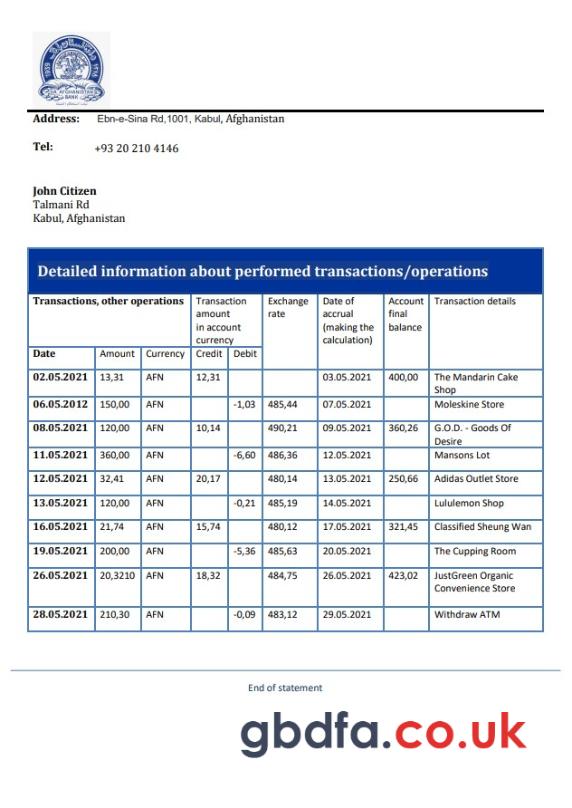 1939
DA AFGHANISTAN
BANK
Address: Ebn-e-Sina Rd,1001, Kabul, Afghanistan
Tel: +93 20 210 4146
John Citizen
Talmani Rd
Kabul, Afghanistan
Detailed information about performed transactions/operations
Transactions, other operations Transaction amount in account currency Exchange rate Date of accrual (making the calculation) Account final balance Transaction details
Date Amount Currency Credit Debit
02.05.2021 13,31 AFN 12,31 03.05.2021 400,00 The Mandarin Cake Shop
06.05.2012 150,00 AFN -1,03 485,44 07.05.2021 Moleskine Store
08.05.2021 120,00 AFN 10,14 490,21 09.05.2021 360,26 G.O.D. - Goods Of Desire
11.05.2021 360,00 AFN -6,60 486,36 12.05.2021 Mansons Lot
12.05.2021 32,41 AFN 20,17 480,14 13.05.2021 250,66 Adidas Outlet Store
13.05.2021 120,00 AFN -0,21 485,19 14.05.2021 Lululemon Shop
16.05.2021 21,74 AFN 15,74 480,12 17.05.2021 321,45 Classified Sheung Wan
19.05.2021 200,00 AFN -5,36 485,63 20.05.2021 The Cupping Room
26.05.2021 20,3210 AFN 18,32 484,75 26.05.2021 423,02 JustGreen Organic Convenience Store
28.05.2021 210,30 AFN -0,09 483,12 29.05.2021 Withdraw ATM
End of statement
gbdfa.co.uk